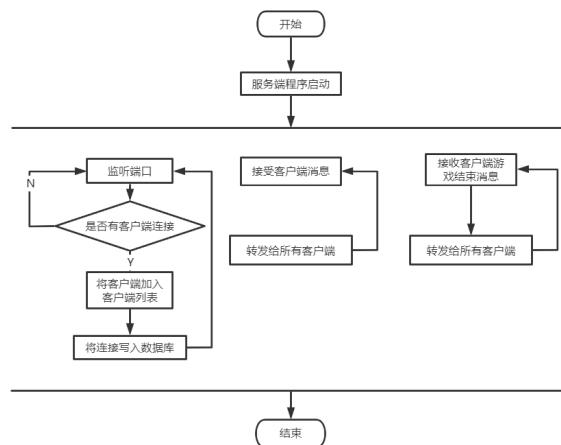 开始
服务端程序启动
监听端口
N
是否有客户端连接
Y
将客户端加入
客户端列表
将连接写入数据库
接受客户端消息
转发给所有客户端
接收客户端游
戏结束消息
转发给所有客户端
结束